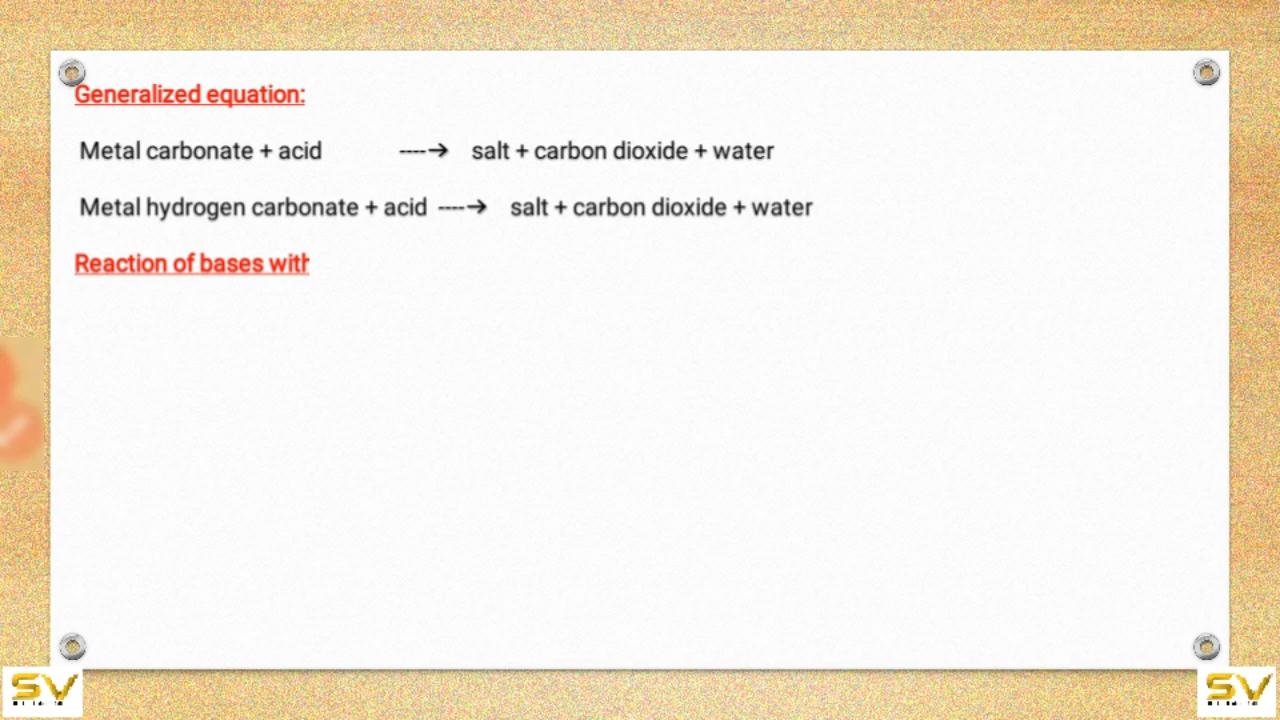 Generalized equation:
Metal carbonate + acid ----→ salt + carbon dioxide + water
Metal hydrogen carbonate + acid ----→ salt + carbon dioxide + water
Reaction of bases with
SV
SV